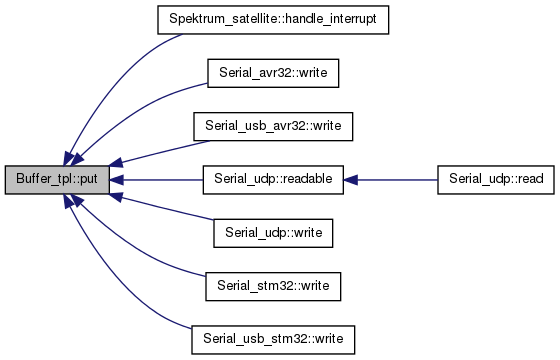 Spektrum_satellite::handle_interrupt
Serial_avr32::write
Serial_usb_avr32::write
Buffer_tpl::put
Serial_udp::readable
Serial_udp::read
Serial_udp::write
Serial_stm32::write
Serial_usb_stm32::write